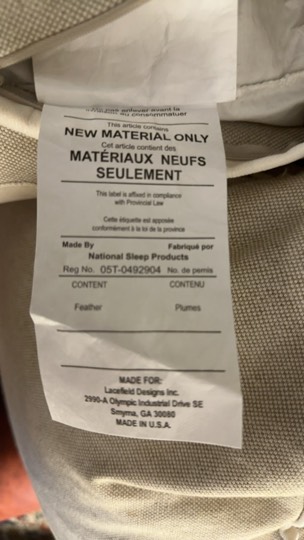 This article contains
NEW MATERIAL ONLY
Cet article contient des
MATÉRIAUX NEUFS
SEULEMENT
This label is affixed in compliance
with Provincial Law
Cette étiquette est apposée
conformément à la loi de la province
Made By Fabriqué por
National Sleep Products
Reg No. 05T-0492904 No. de pemis
CONTENT CONTENU
Feather Plumes
MADE FOR:
Lacefield Designs Inc.
2990-A Olympic Industrial Drive SE
Smyrna, GA 30080
MADE IN U.S.A.